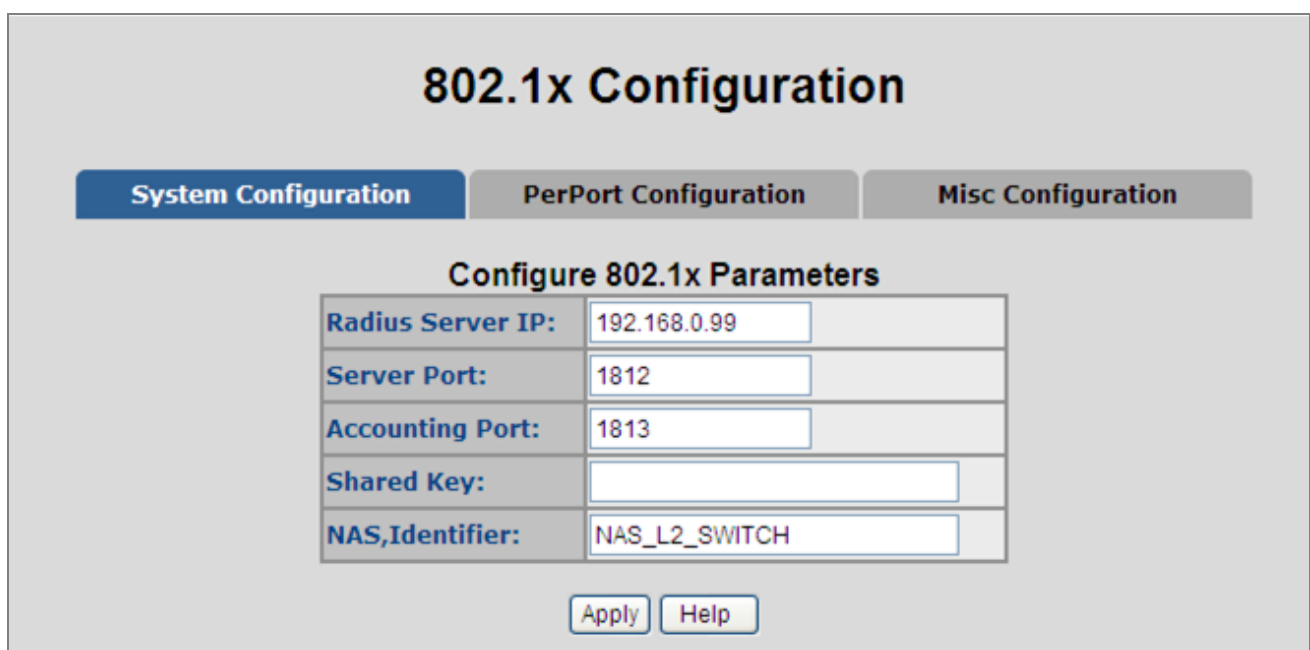 802.1x Configuration
System Configuration PerPort Configuration Misc Configuration
Configure 802.1x Parameters
Radius Server IP: 192.168.0.99
Server Port: 1812
Accounting Port: 1813
Shared Key:
NAS,Identifier: NAS_L2_SWITCH
Apply Help